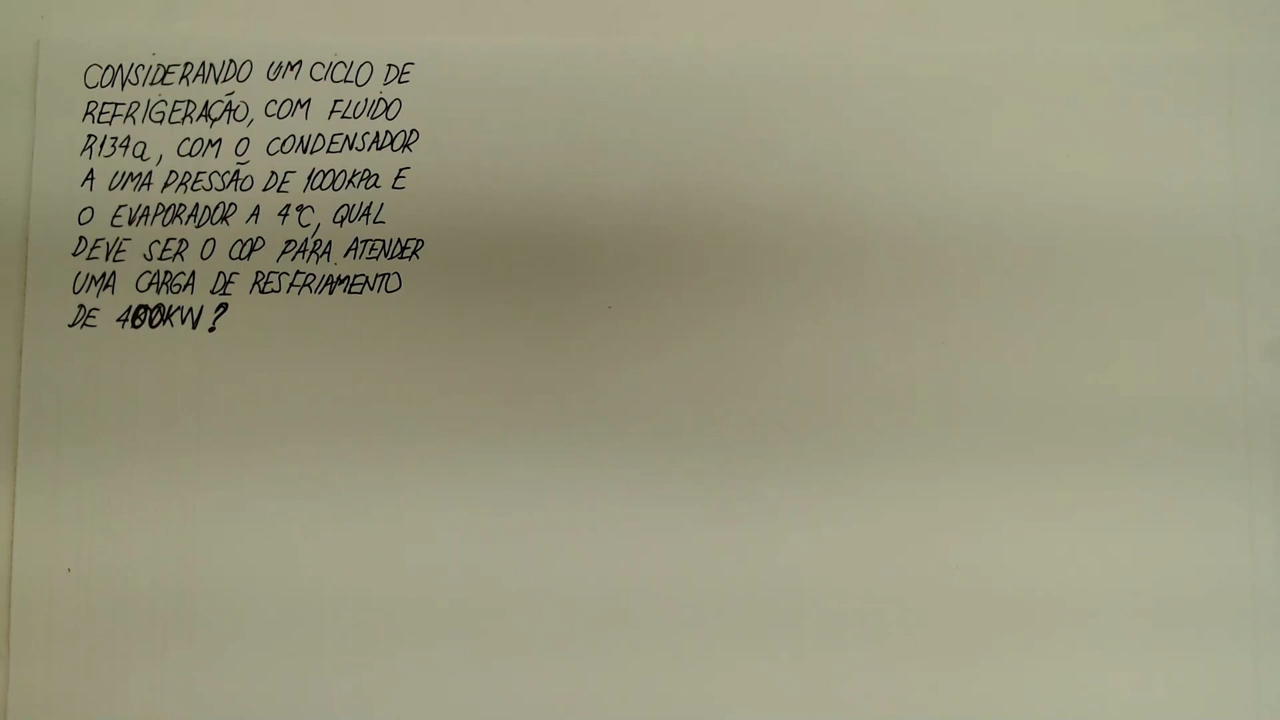 CONSIDERANDO UM CICLO DE
REFRIGERAÇÃO, COM FLUIDO
R134a, COM O CONDENSADOR
A UMA PRESSÃO DE 1000KPa E
O EVAPORADOR A 4°C, QUAL
DEVE SER O COP PARA ATENDER
UMA CARGA DE RESFRIAMENTO
DE 400KW?